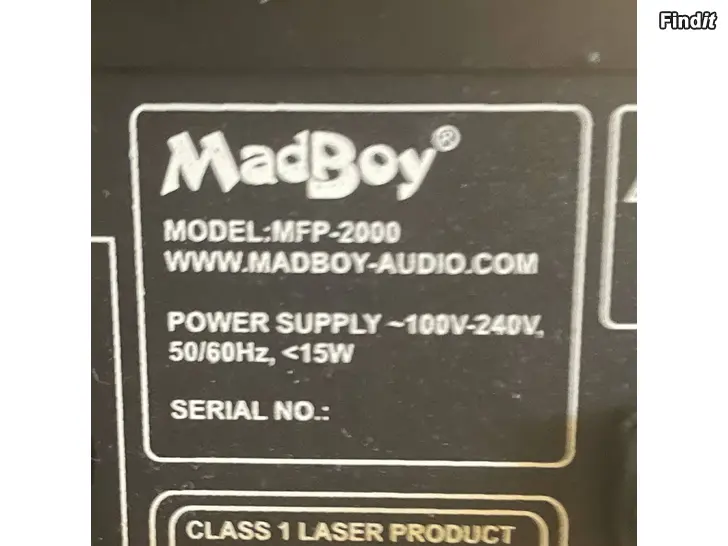 Findit
MadBoy®
MODEL:MFP-2000
WWW.MADBOY-AUDIO.COM
POWER SUPPLY ~100V-240V,
50/60Hz, <15W
SERIAL NO.:
CLASS 1 LASER PRODUCT